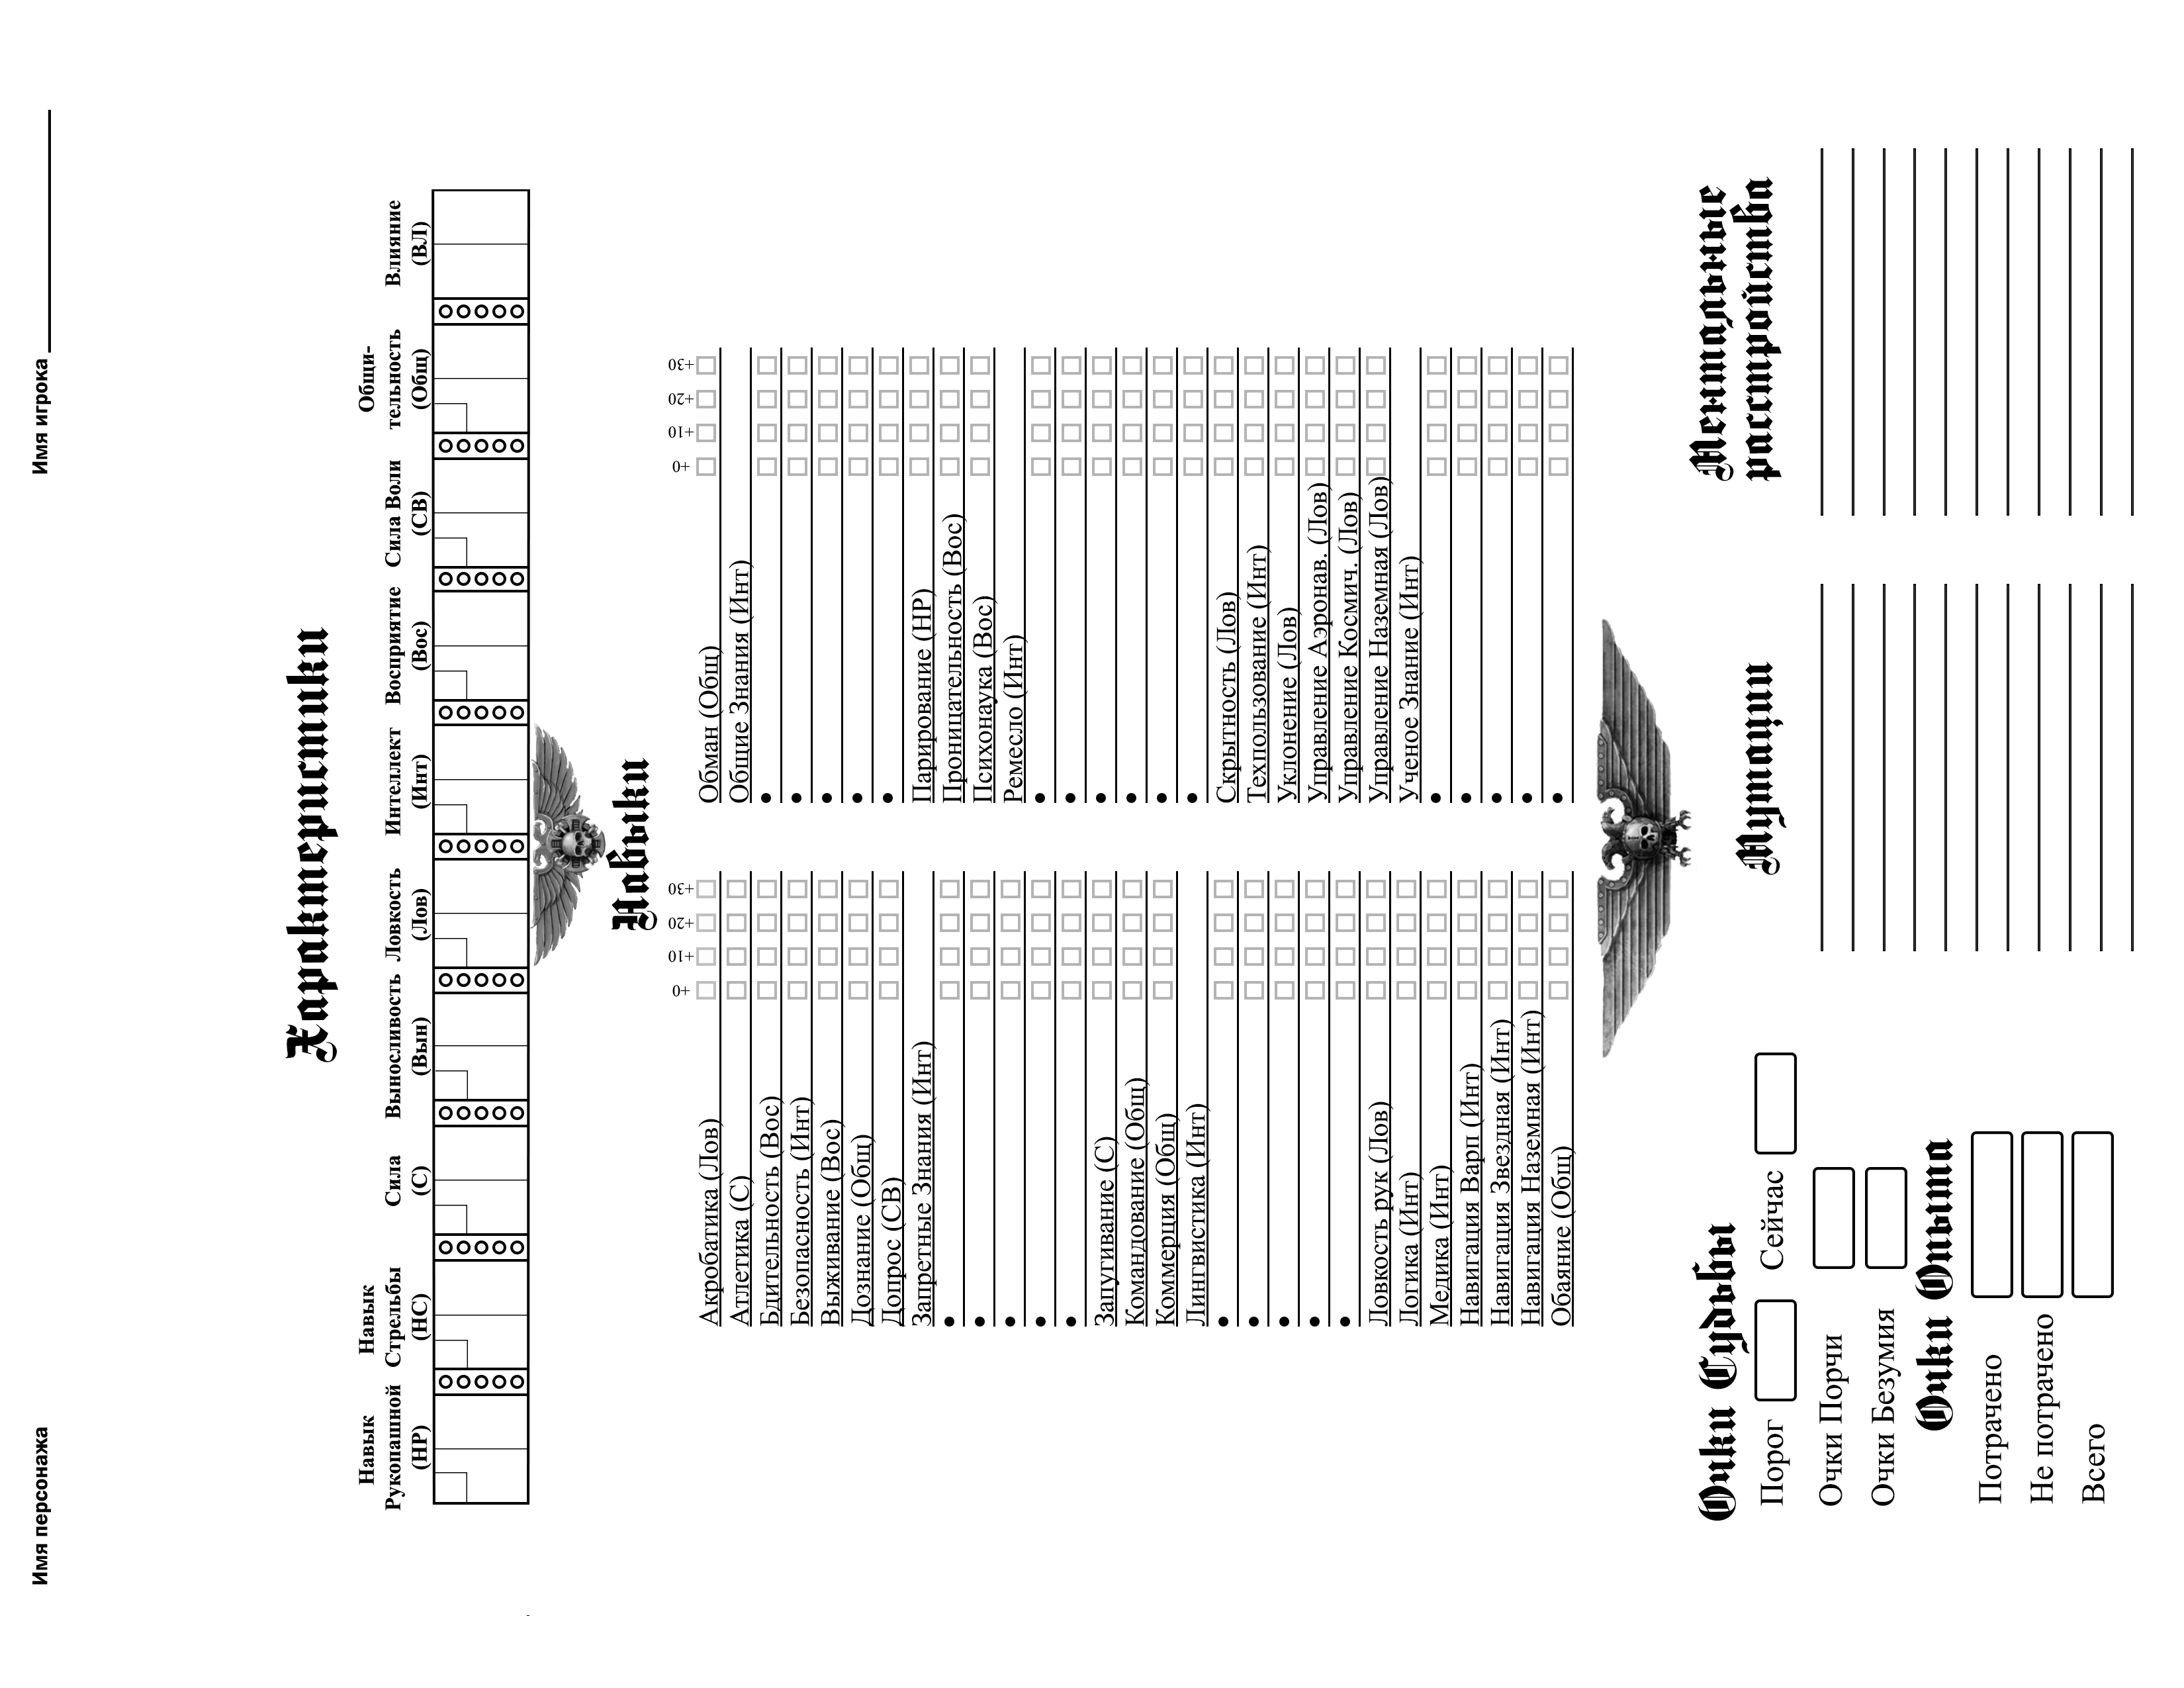 Имя персонажа
Имя игрока
Характеристики
Навык
Рукопашной
(НР)
Навык
Стрельбы
(НС)
Сила
(С)
Выносливость
(Вын)
Ловкость
(Лов)
Интеллект
(Инт)
Восприятие
(Вос)
Сила Воли
(СВ)
Общи-
тельность
(Общ)
Влияние
(ВЛ)
Навыки
+0 +10 +20 +30
Акробатика (Лов)
Атлетика (С)
Бдительность (Вос)
Безопасность (Инт)
Выживание (Вос)
Дознание (Общ)
Допрос (СВ)
Запретные Знания (Инт)
•
•
•
•
•
Запугивание (С)
Командование (Общ)
Коммерция (Общ)
Лингвистика (Инт)
•
•
•
•
•
Ловкость рук (Лов)
Логика (Инт)
Медика (Инт)
Навигация Варп (Инт)
Навигация Звездная (Инт)
Навигация Наземная (Инт)
Обаяние (Общ)
+0 +10 +20 +30
Обман (Общ)
Общие Знания (Инт)
•
•
•
•
•
Парирование (НР)
Проницательность (Вос)
Психонаука (Вос)
Ремесло (Инт)
•
•
•
•
•
•
Скрытность (Лов)
Техпользование (Инт)
Уклонение (Лов)
Управление Аэронав. (Лов)
Управление Космич. (Лов)
Управление Наземная (Лов)
Ученое Знание (Инт)
•
•
•
•
•
Очки Судьбы
Порог
Сейчас
Очки Порчи
Очки Безумия
Очки Опыта
Потрачено
Не потрачено
Всего
Мутации
Ментальные
расстройства